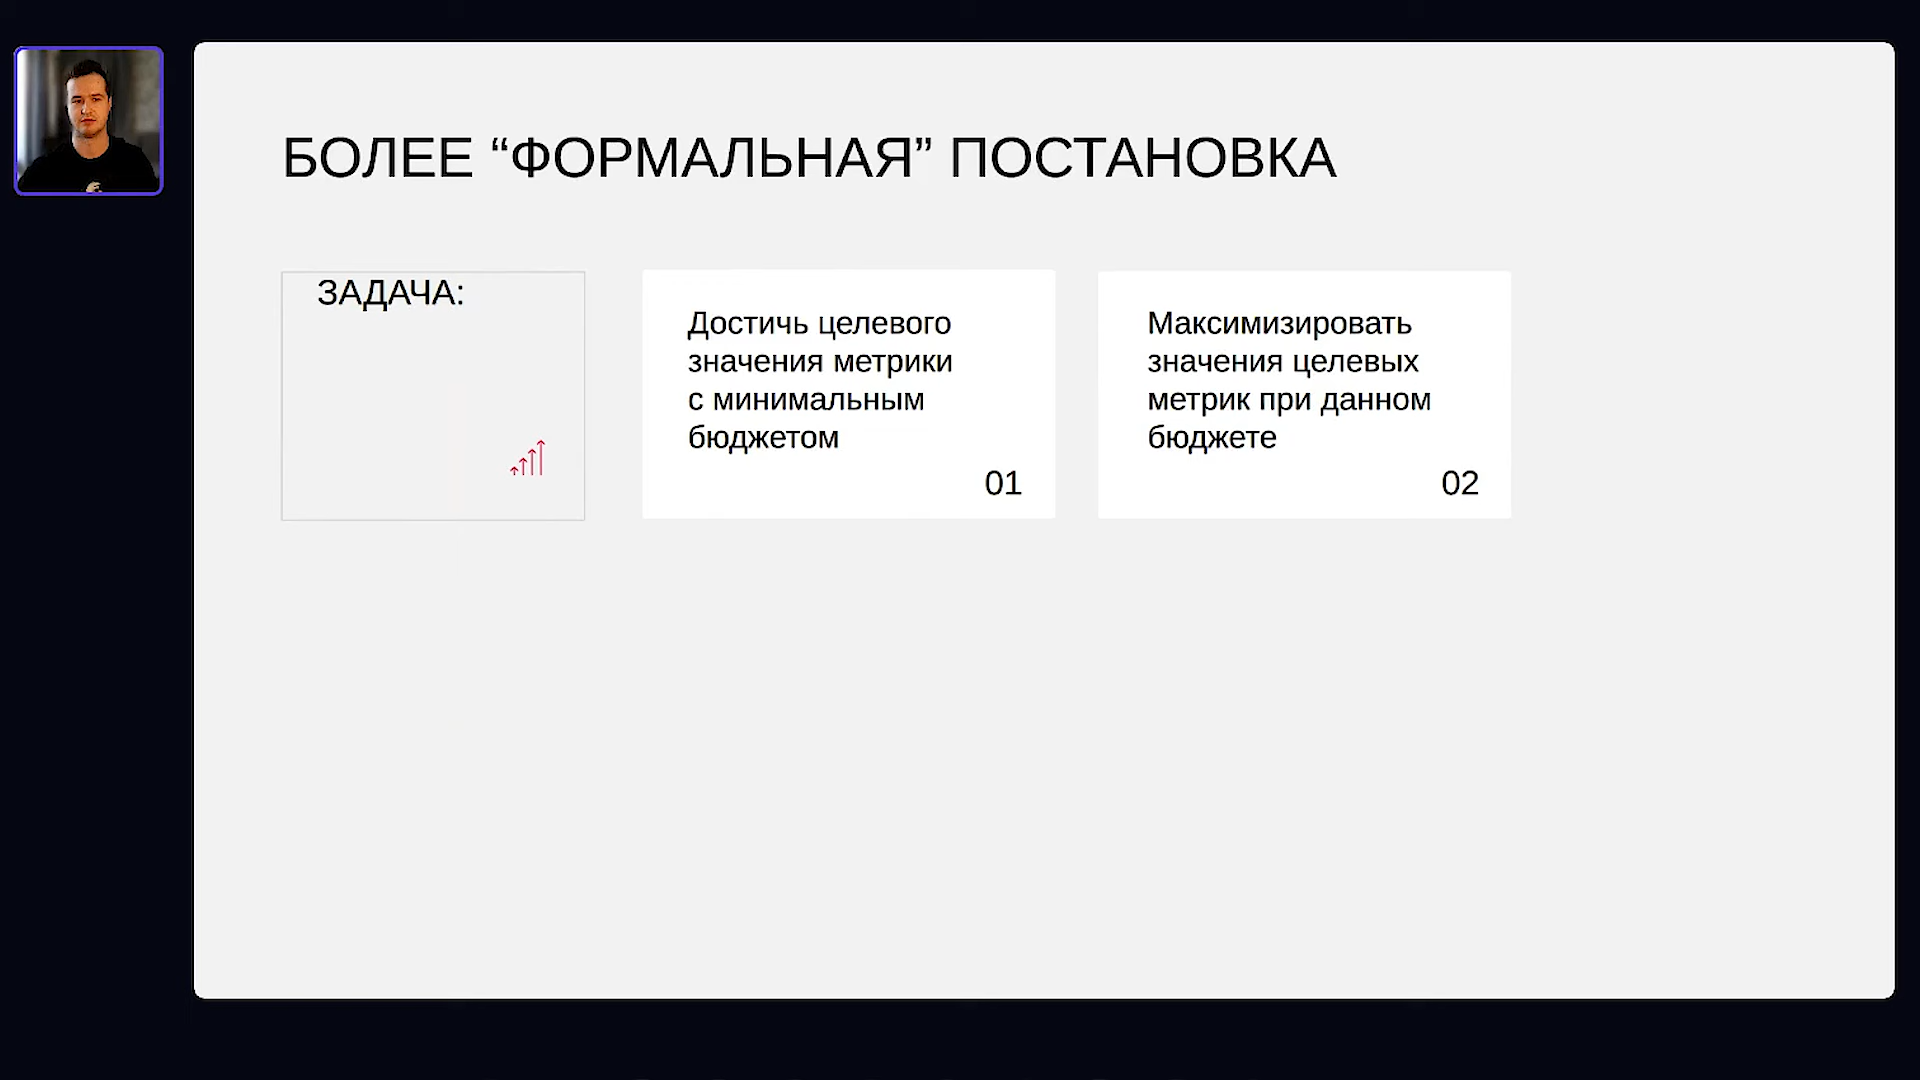 БОЛЕЕ “ФОРМАЛЬНАЯ” ПОСТАНОВКА
ЗАДАЧА:
Достичь целевого
значения метрики
с минимальным
бюджетом
01
Максимизировать
значения целевых
метрик при данном
бюджете
02